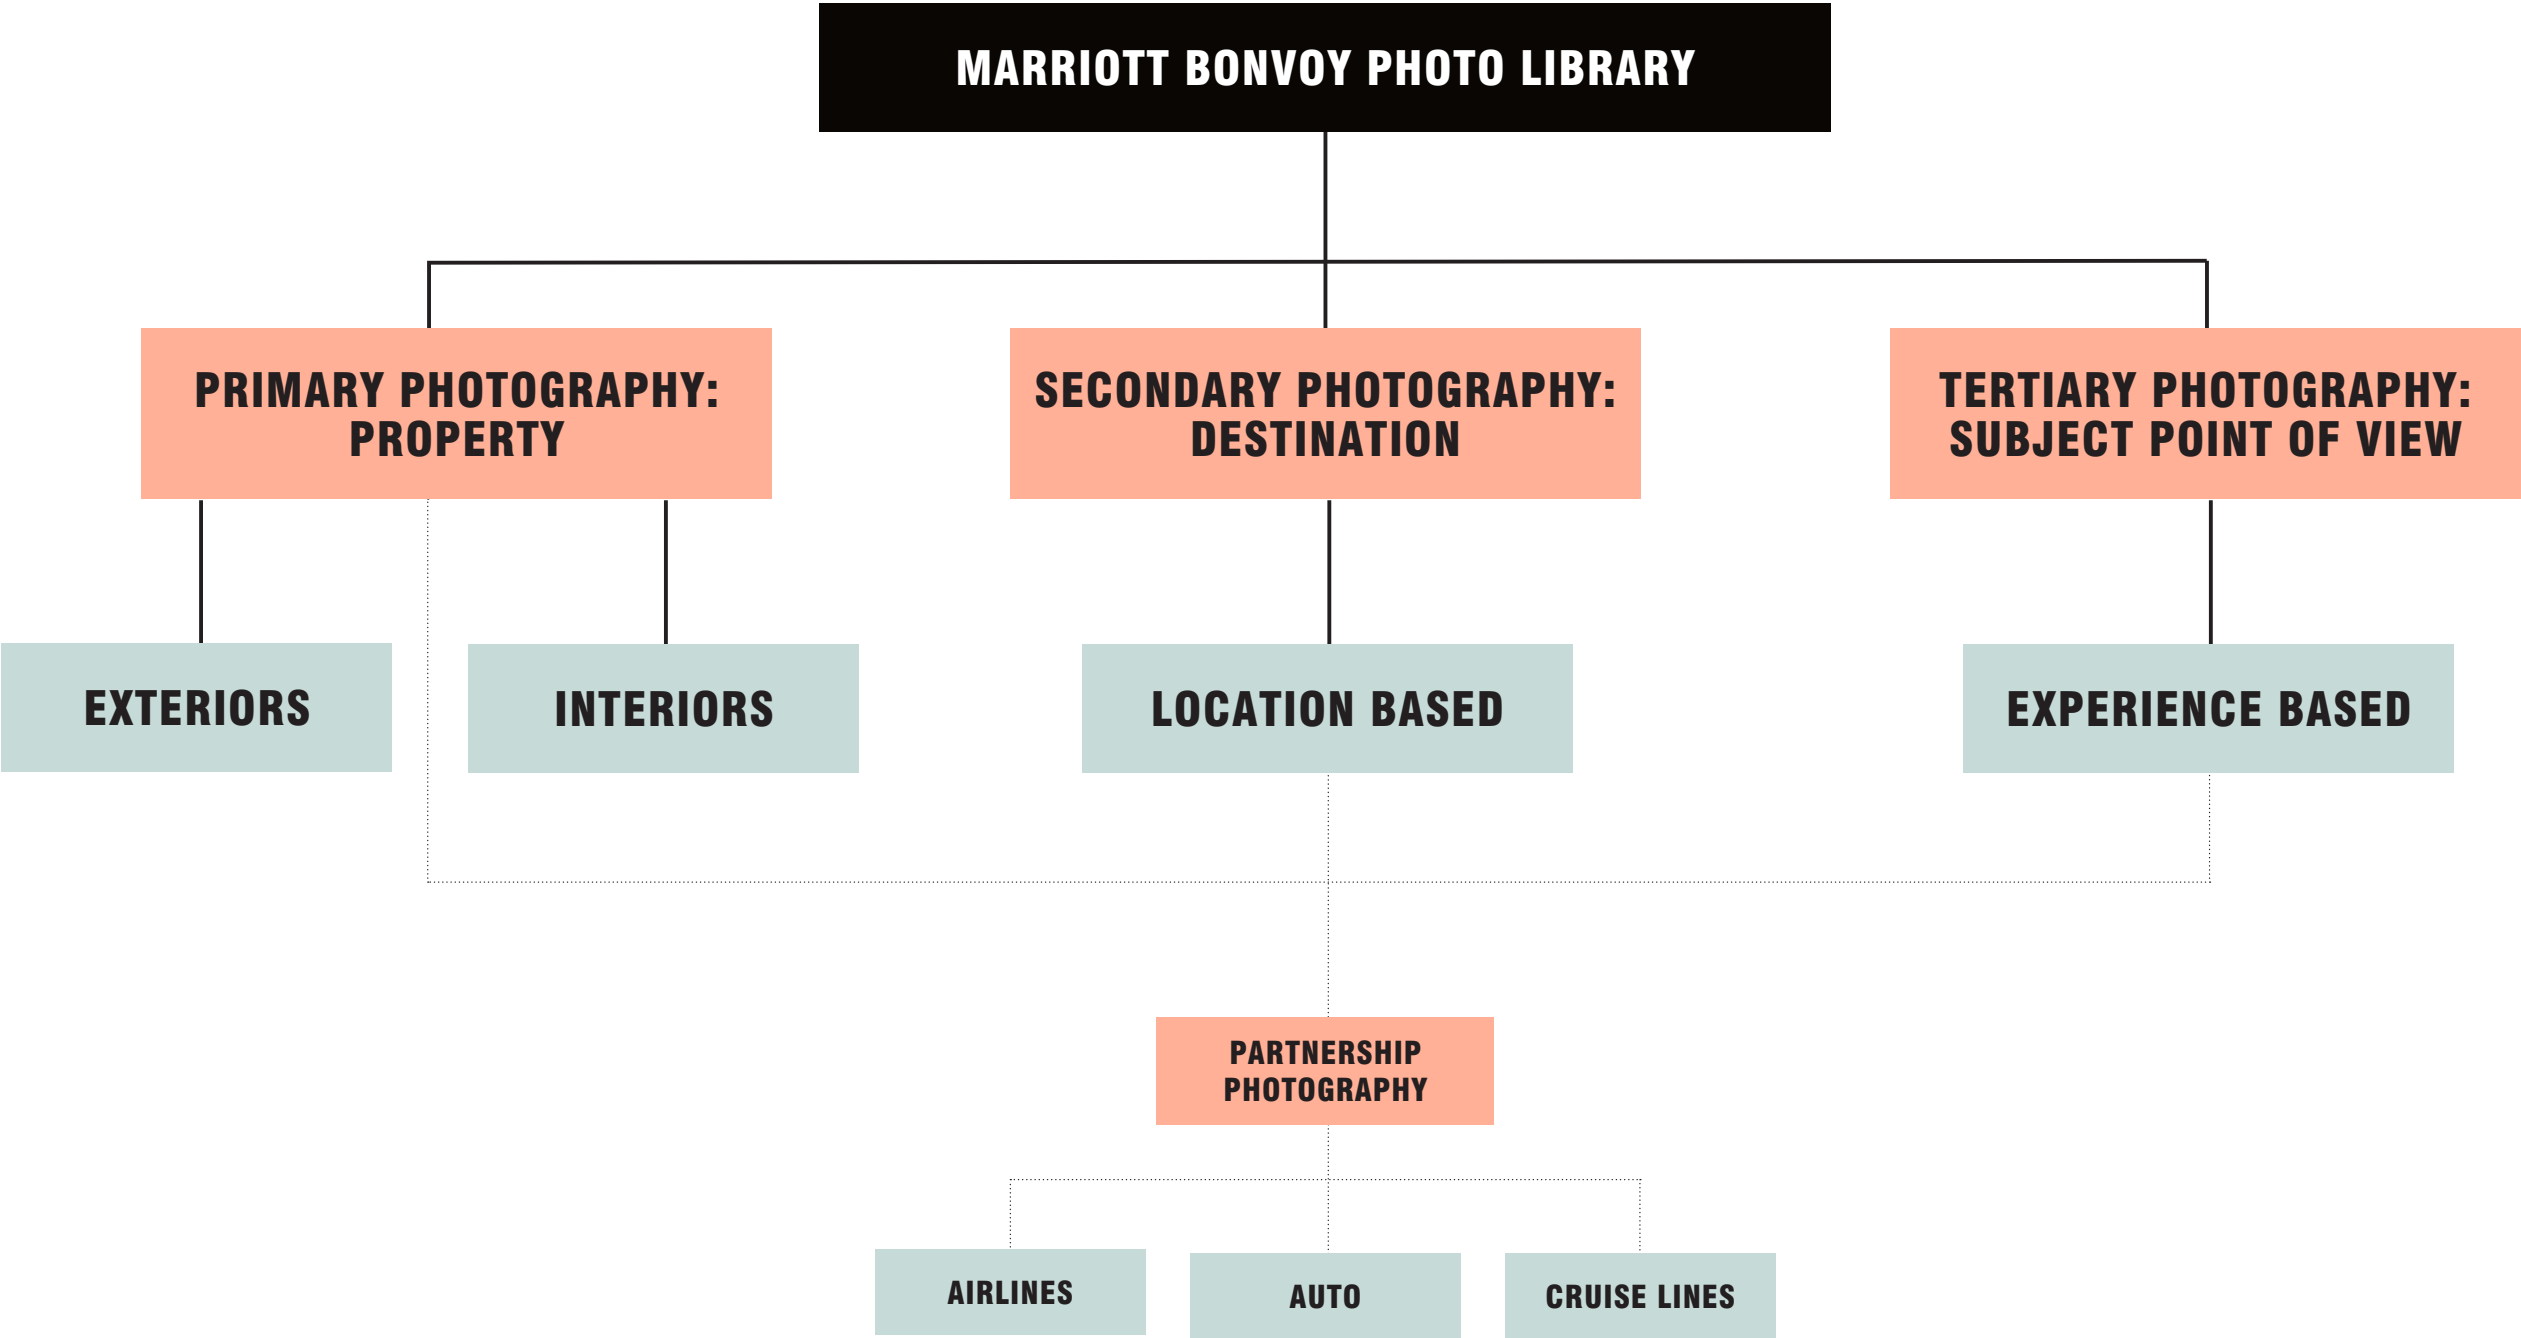 MARRIOTT BONVOY PHOTO LIBRARY
PRIMARY PHOTOGRAPHY:
PROPERTY
SECONDARY PHOTOGRAPHY:
DESTINATION
TERTIARY PHOTOGRAPHY:
SUBJECT POINT OF VIEW
EXTERIORS
INTERIORS
LOCATION BASED
EXPERIENCE BASED
PARTNERSHIP
PHOTOGRAPHY
AIRLINES
AUTO
CRUISE LINES